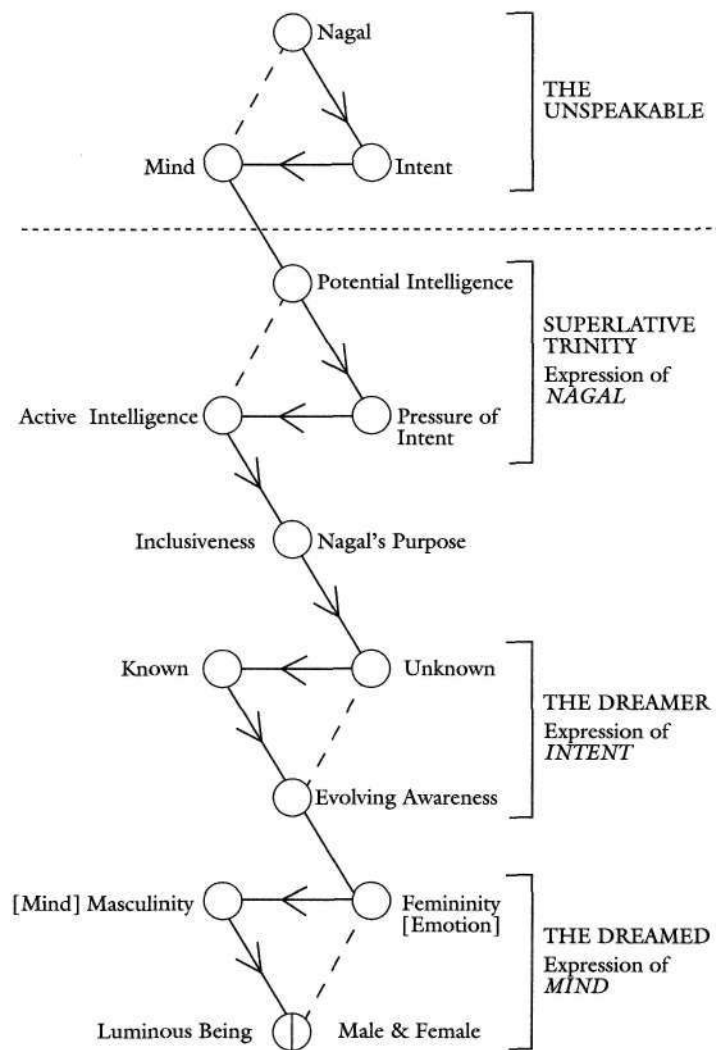 Nagal
THE
UNSPEAKABLE
Mind
Intent
Potential Intelligence
SUPERLATIVE
TRINITY
Expression of
NAGAL
Active Intelligence
Pressure of
Intent
Inclusiveness
Nagal's Purpose
Known
Unknown
THE DREAMER
Expression of
INTENT
Evolving Awareness
[Mind] Masculinity
Femininity
[Emotion]
THE DREAMED
Expression of
MIND
Luminous Being
Male & Female